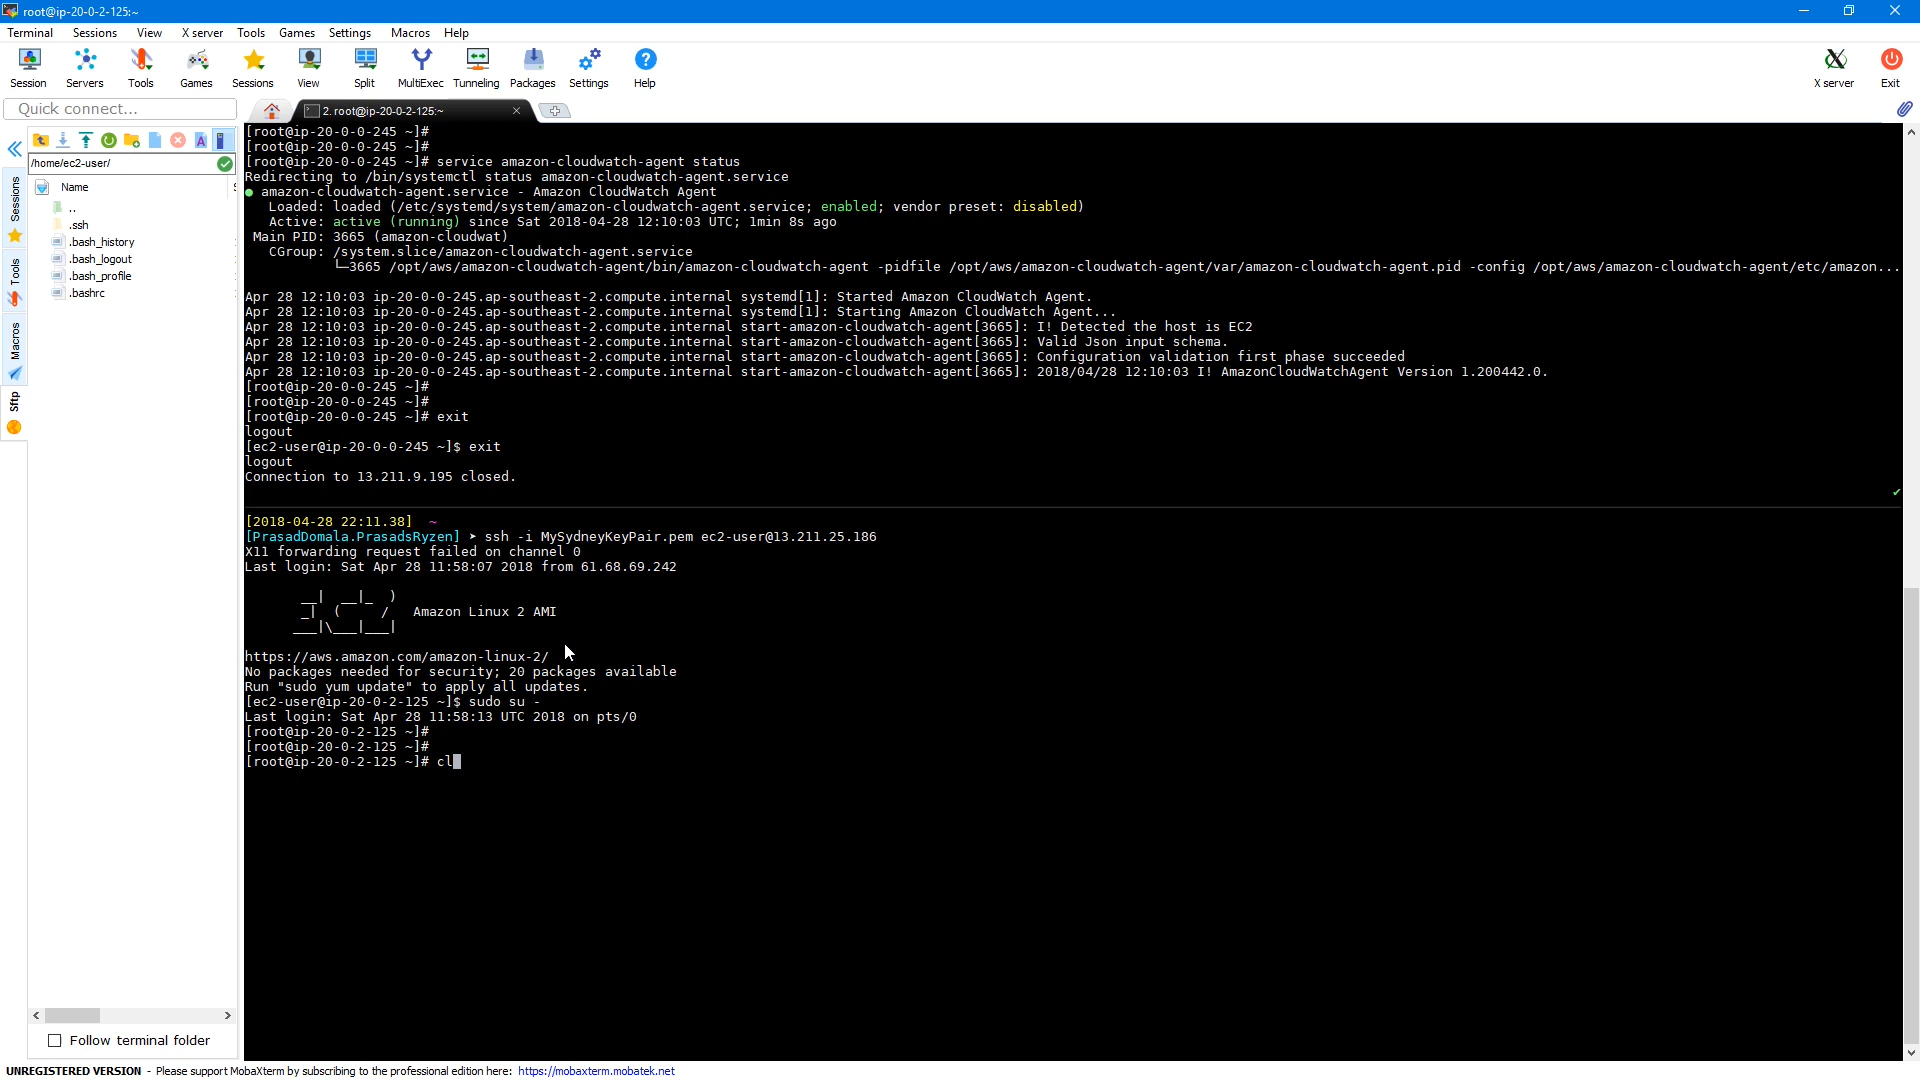 root@ip-20-0-2-125:~
Terminal Sessions View X server Tools Games Settings Macros Help
Session Servers Tools Games Sessions View Split MultiExec Tunneling Packages Settings Help X server Exit
Quick connect...
2. root@ip-20-0-2-125:~
/home/ec2-user/
Name
..
.ssh
.bash_history
.bash_logout
.bash_profile
.bashrc
Sessions
Tools
Macros
Sftp
Follow terminal folder
[root@ip-20-0-0-245 ~]#
[root@ip-20-0-0-245 ~]#
[root@ip-20-0-0-245 ~]# service amazon-cloudwatch-agent status
Redirecting to /bin/systemctl status amazon-cloudwatch-agent.service
● amazon-cloudwatch-agent.service - Amazon CloudWatch Agent
Loaded: loaded (/etc/systemd/system/amazon-cloudwatch-agent.service; enabled; vendor preset: disabled)
Active: active (running) since Sat 2018-04-28 12:10:03 UTC; 1min 8s ago
Main PID: 3665 (amazon-cloudwat)
CGroup: /system.slice/amazon-cloudwatch-agent.service
└─3665 /opt/aws/amazon-cloudwatch-agent/bin/amazon-cloudwatch-agent -pidfile /opt/aws/amazon-cloudwatch-agent/var/amazon-cloudwatch-agent.pid -config /opt/aws/amazon-cloudwatch-agent/etc/amazon...
Apr 28 12:10:03 ip-20-0-0-245.ap-southeast-2.compute.internal systemd[1]: Started Amazon CloudWatch Agent.
Apr 28 12:10:03 ip-20-0-0-245.ap-southeast-2.compute.internal systemd[1]: Starting Amazon CloudWatch Agent...
Apr 28 12:10:03 ip-20-0-0-245.ap-southeast-2.compute.internal start-amazon-cloudwatch-agent[3665]: I! Detected the host is EC2
Apr 28 12:10:03 ip-20-0-0-245.ap-southeast-2.compute.internal start-amazon-cloudwatch-agent[3665]: Valid Json input schema.
Apr 28 12:10:03 ip-20-0-0-245.ap-southeast-2.compute.internal start-amazon-cloudwatch-agent[3665]: Configuration validation first phase succeeded
Apr 28 12:10:03 ip-20-0-0-245.ap-southeast-2.compute.internal start-amazon-cloudwatch-agent[3665]: 2018/04/28 12:10:03 I! AmazonCloudWatchAgent Version 1.200442.0.
[root@ip-20-0-0-245 ~]#
[root@ip-20-0-0-245 ~]#
[root@ip-20-0-0-245 ~]# exit
logout
[ec2-user@ip-20-0-0-245 ~]$ exit
logout
Connection to 13.211.9.195 closed.
[2018-04-28 22:11.38] ~
[PrasadDomala.PrasadsRyzen] ➤ ssh -i MySydneyKeyPair.pem ec2-user@13.211.25.186
X11 forwarding request failed on channel 0
Last login: Sat Apr 28 11:58:07 2018 from 61.68.69.242
__| __|_ )
_| ( / Amazon Linux 2 AMI
___|\___|___|
https://aws.amazon.com/amazon-linux-2/
No packages needed for security; 20 packages available
Run "sudo yum update" to apply all updates.
[ec2-user@ip-20-0-2-125 ~]$ sudo su -
Last login: Sat Apr 28 11:58:13 UTC 2018 on pts/0
[root@ip-20-0-2-125 ~]#
[root@ip-20-0-2-125 ~]#
[root@ip-20-0-2-125 ~]# cl
UNREGISTERED VERSION - Please support MobaXterm by subscribing to the professional edition here: https://mobaxterm.mobatek.net